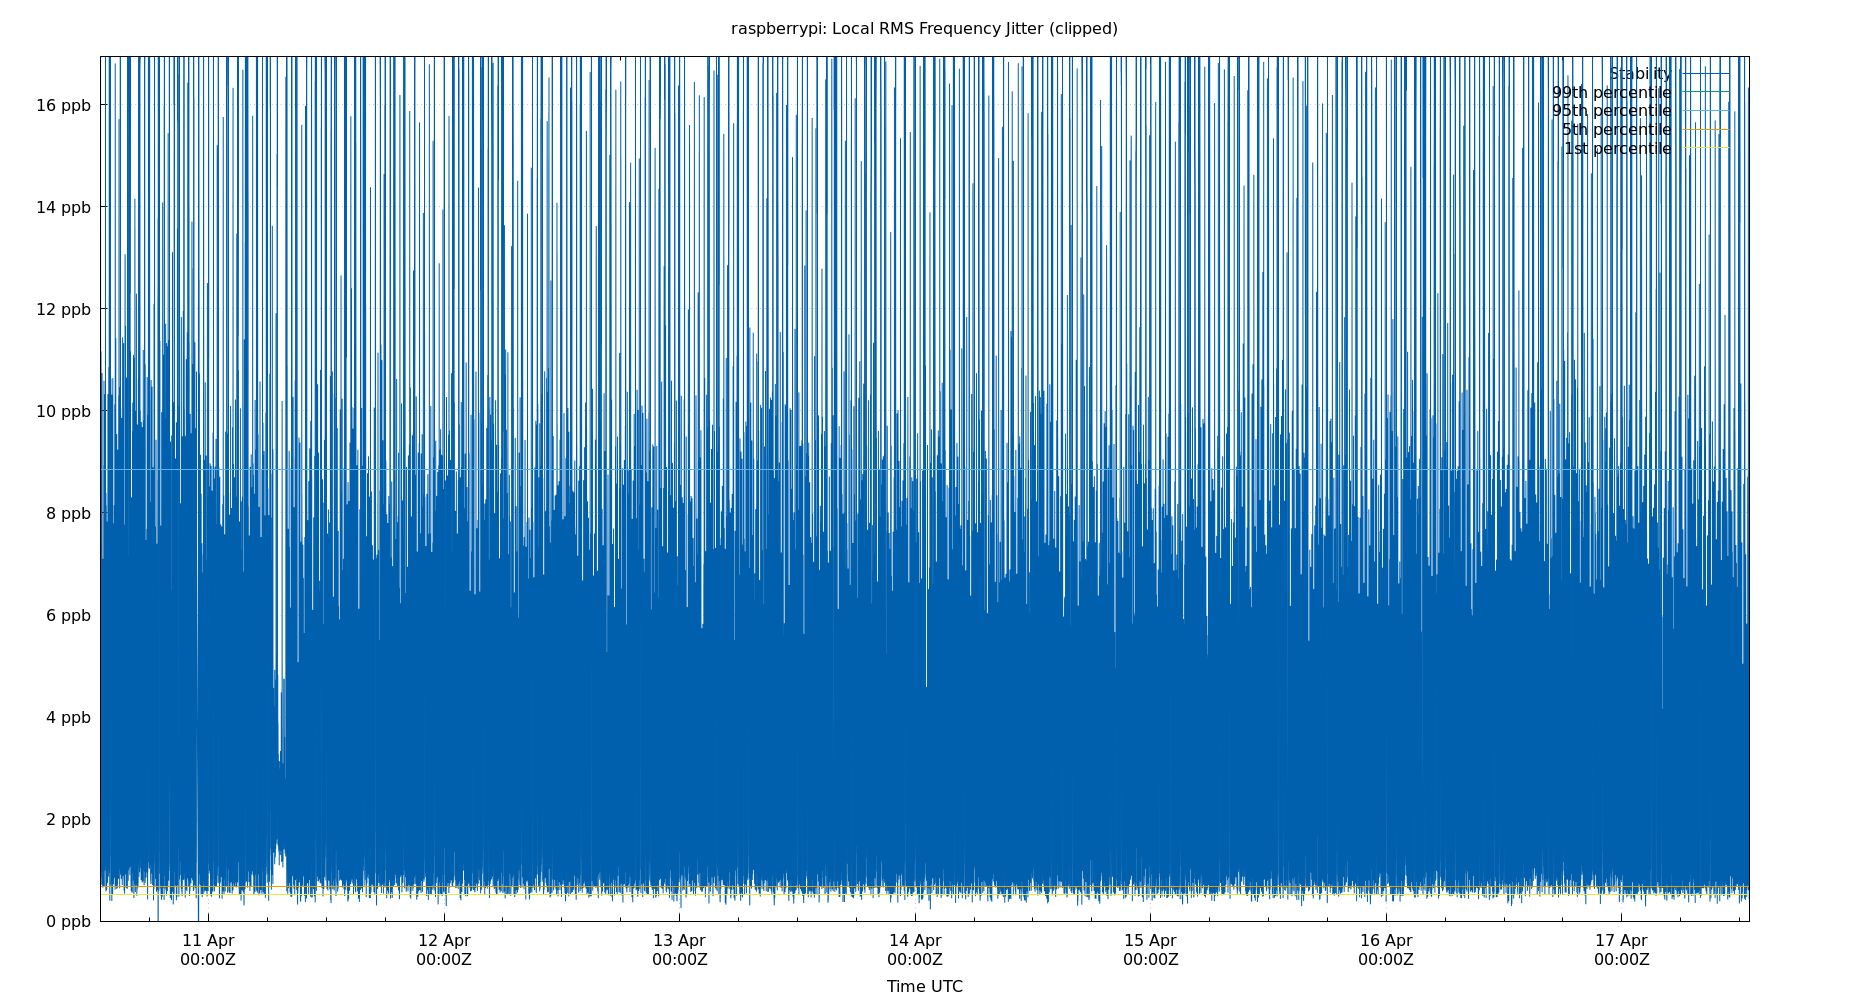 raspberrypi: Local RMS Frequency Jitter (clipped)
Stability
99th percentile
95th percentile
5th percentile
1st percentile
16 ppb
14 ppb
12 ppb
10 ppb
8 ppb
6 ppb
4 ppb
2 ppb
0 ppb
11 Apr 12 Apr 13 Apr 14 Apr 15 Apr 16 Apr 17 Apr
00:00Z 00:00Z 00:00Z 00:00Z 00:00Z 00:00Z 00:00Z
Time UTC